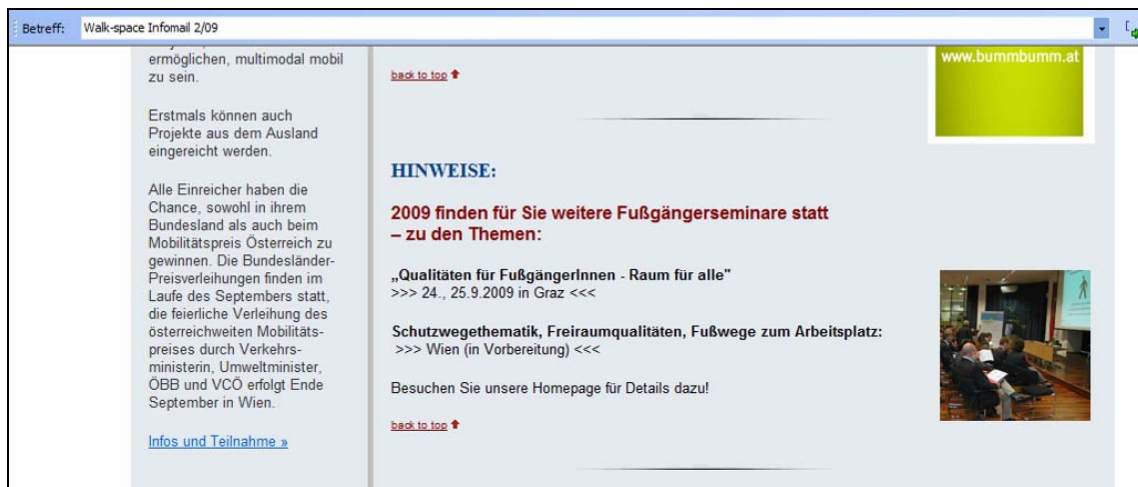 Betreff: Walk-space Infomail 2/09
ermöglichen, multimodal mobil
zu sein.
Erstmals können auch
Projekte aus dem Ausland
eingereicht werden.
Alle Einreicher haben die
Chance, sowohl in ihrem
Bundesland als auch beim
Mobilitätspreis Österreich zu
gewinnen. Die Bundesländer-
Preisverleihungen finden im
Laufe des Septembers statt,
die feierliche Verleihung des
österreichweiten Mobilitäts-
preises durch Verkehrs-
ministerin, Umweltminister,
ÖBB und VCÖ erfolgt Ende
September in Wien.
Infos und Teilnahme »
back to top
HINWEISE:
2009 finden für Sie weitere Fußgängerseminare statt
– zu den Themen:
„Qualitäten für FußgängerInnen - Raum für alle"
>>> 24., 25.9.2009 in Graz <<<
Schutzwegethematik, Freiraumqualitäten, Fußwege zum Arbeitsplatz:
>>> Wien (in Vorbereitung) <<<
Besuchen Sie unsere Homepage für Details dazu!
back to top
www.bummbumm.at